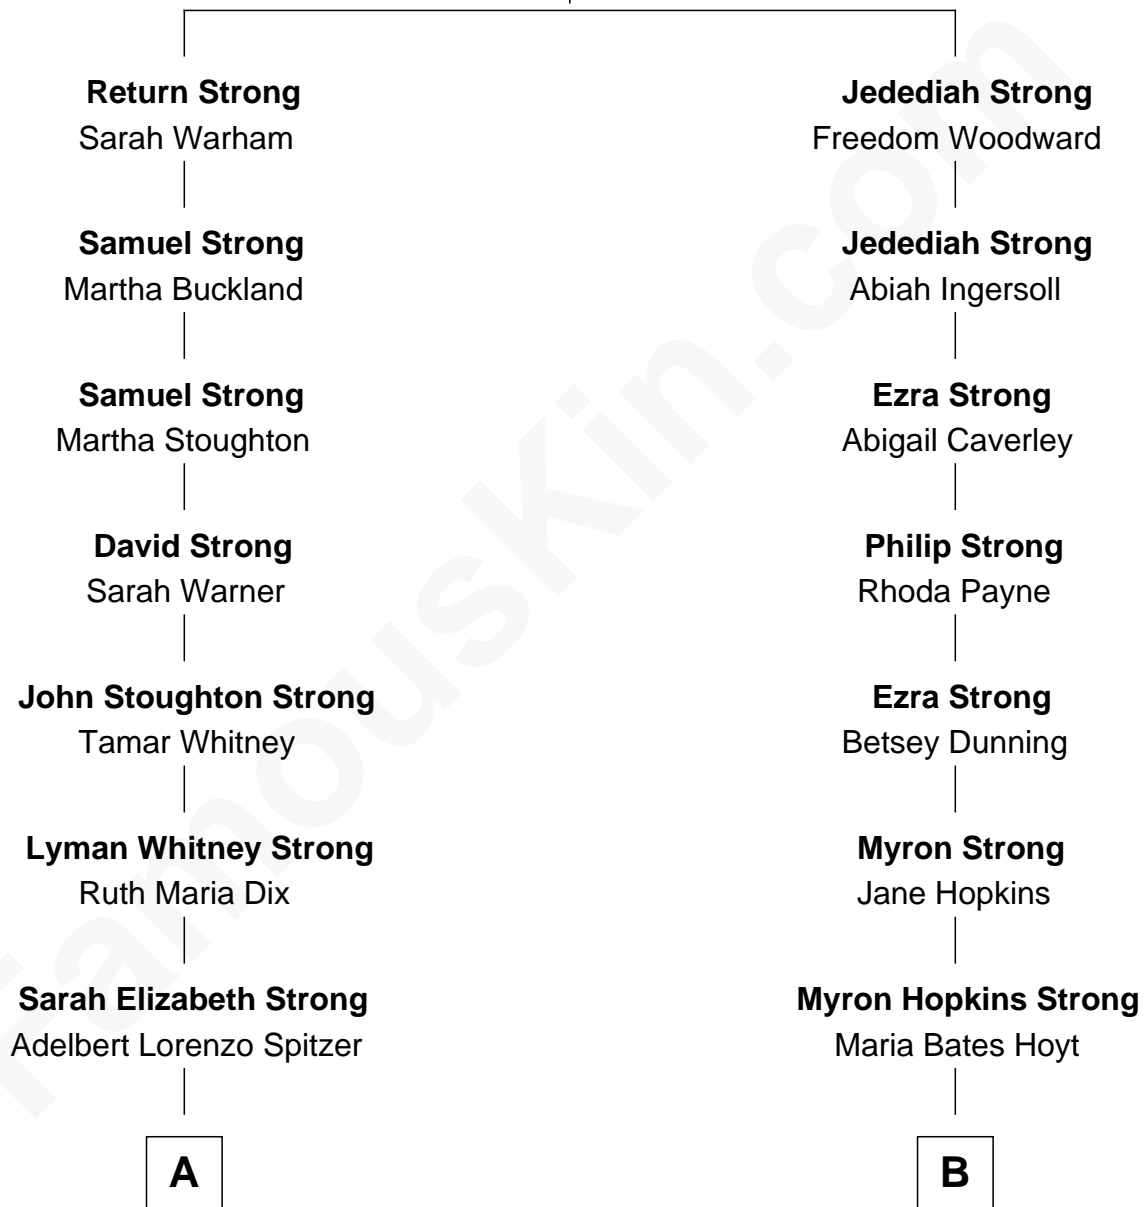 Return Strong
Sarah Warham
Samuel Strong
Martha Buckland
Samuel Strong
Martha Stoughton
David Strong
Sarah Warner
John Stoughton Strong
Tamar Whitney
Lyman Whitney Strong
Ruth Maria Dix
Sarah Elizabeth Strong
Adelbert Lorenzo Spitzer
A
Jedediah Strong
Freedom Woodward
Jedediah Strong
Abiah Ingersoll
Ezra Strong
Abigail Caverley
Philip Strong
Rhoda Payne
Ezra Strong
Betsey Dunning
Myron Strong
Jane Hopkins
Myron Hopkins Strong
Maria Bates Hoyt
B
FamousKin.com